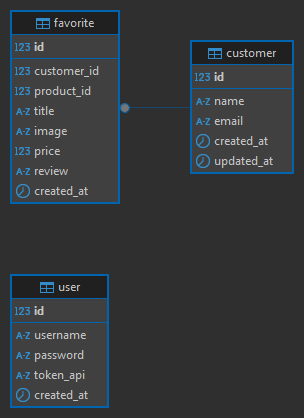 favorite
123 id
123 customer_id
123 product_id
A-Z title
A-Z image
123 price
A-Z review
created_at
customer
123 id
A-Z name
A-Z email
created_at
updated_at
user
123 id
A-Z username
A-Z password
A-Z token_api
created_at